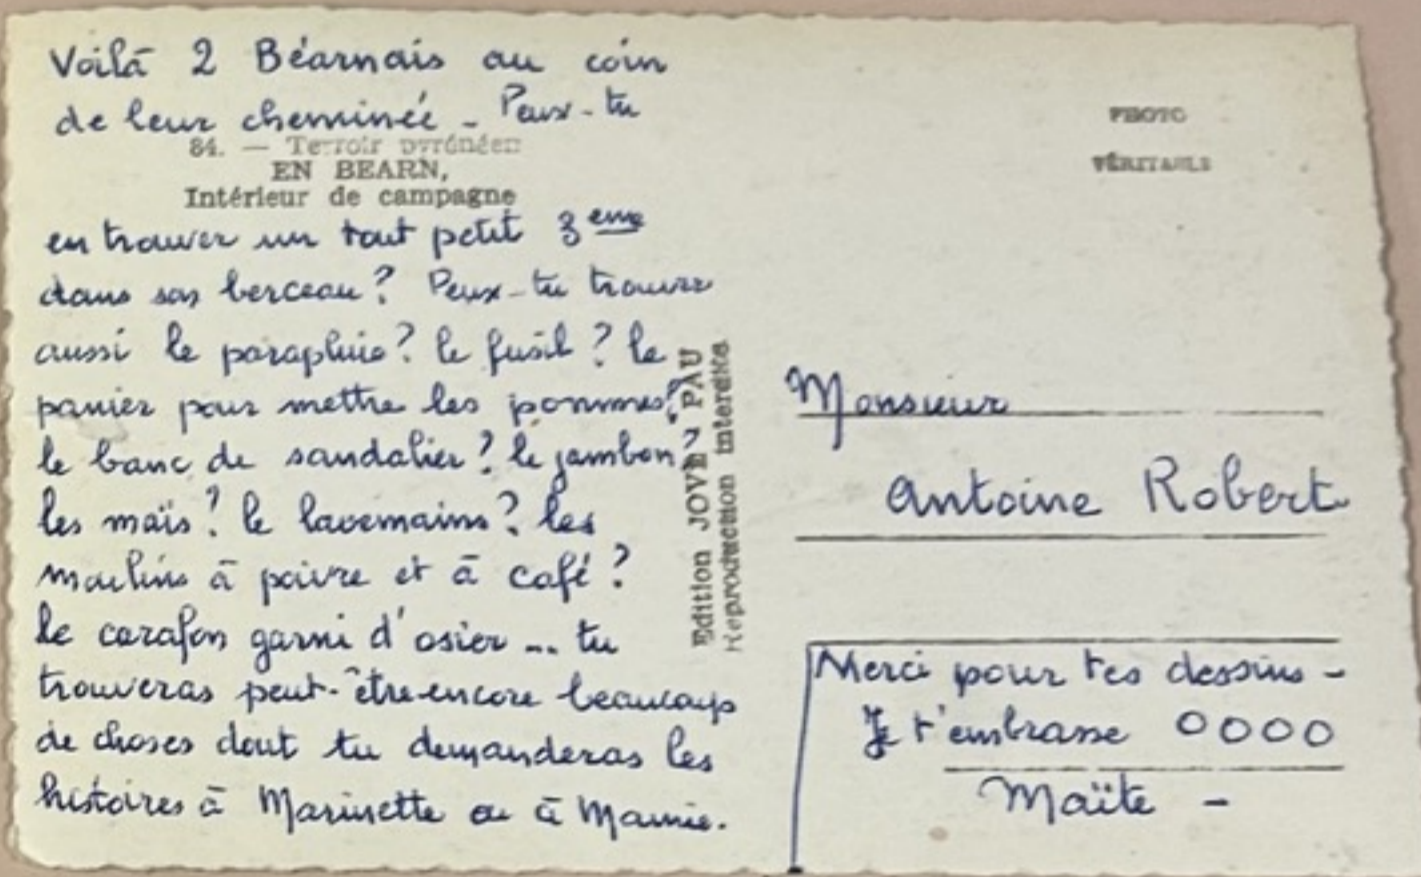 Voilà 2 Béarnais au coin
de leur cheminée - Peux-tu
84. — Terroir pyrénéen
EN BEARN,
Intérieur de campagne
en trouver un tout petit 3eme
dans son berceau ? Peux-tu trouver
aussi le parapluie ? le fusil ? le
panier pour mettre les pommes ?
le banc de sandalier ? le jambon ?
les maïs ? le lavemains ? les
moulins à poivre et à café ?
le carafon garni d'osier ... tu
trouveras peut-être encore beaucoup
de choses dont tu demanderas les
histoires à Marinette ou à Mamie.
Edition JOVÉ, PAU
Reproduction interdite
PHOTO
VÉRITABLE
Monsieur
Antoine Robert
Merci pour tes dessins -
Je t'embrasse OOOO
Maïte -